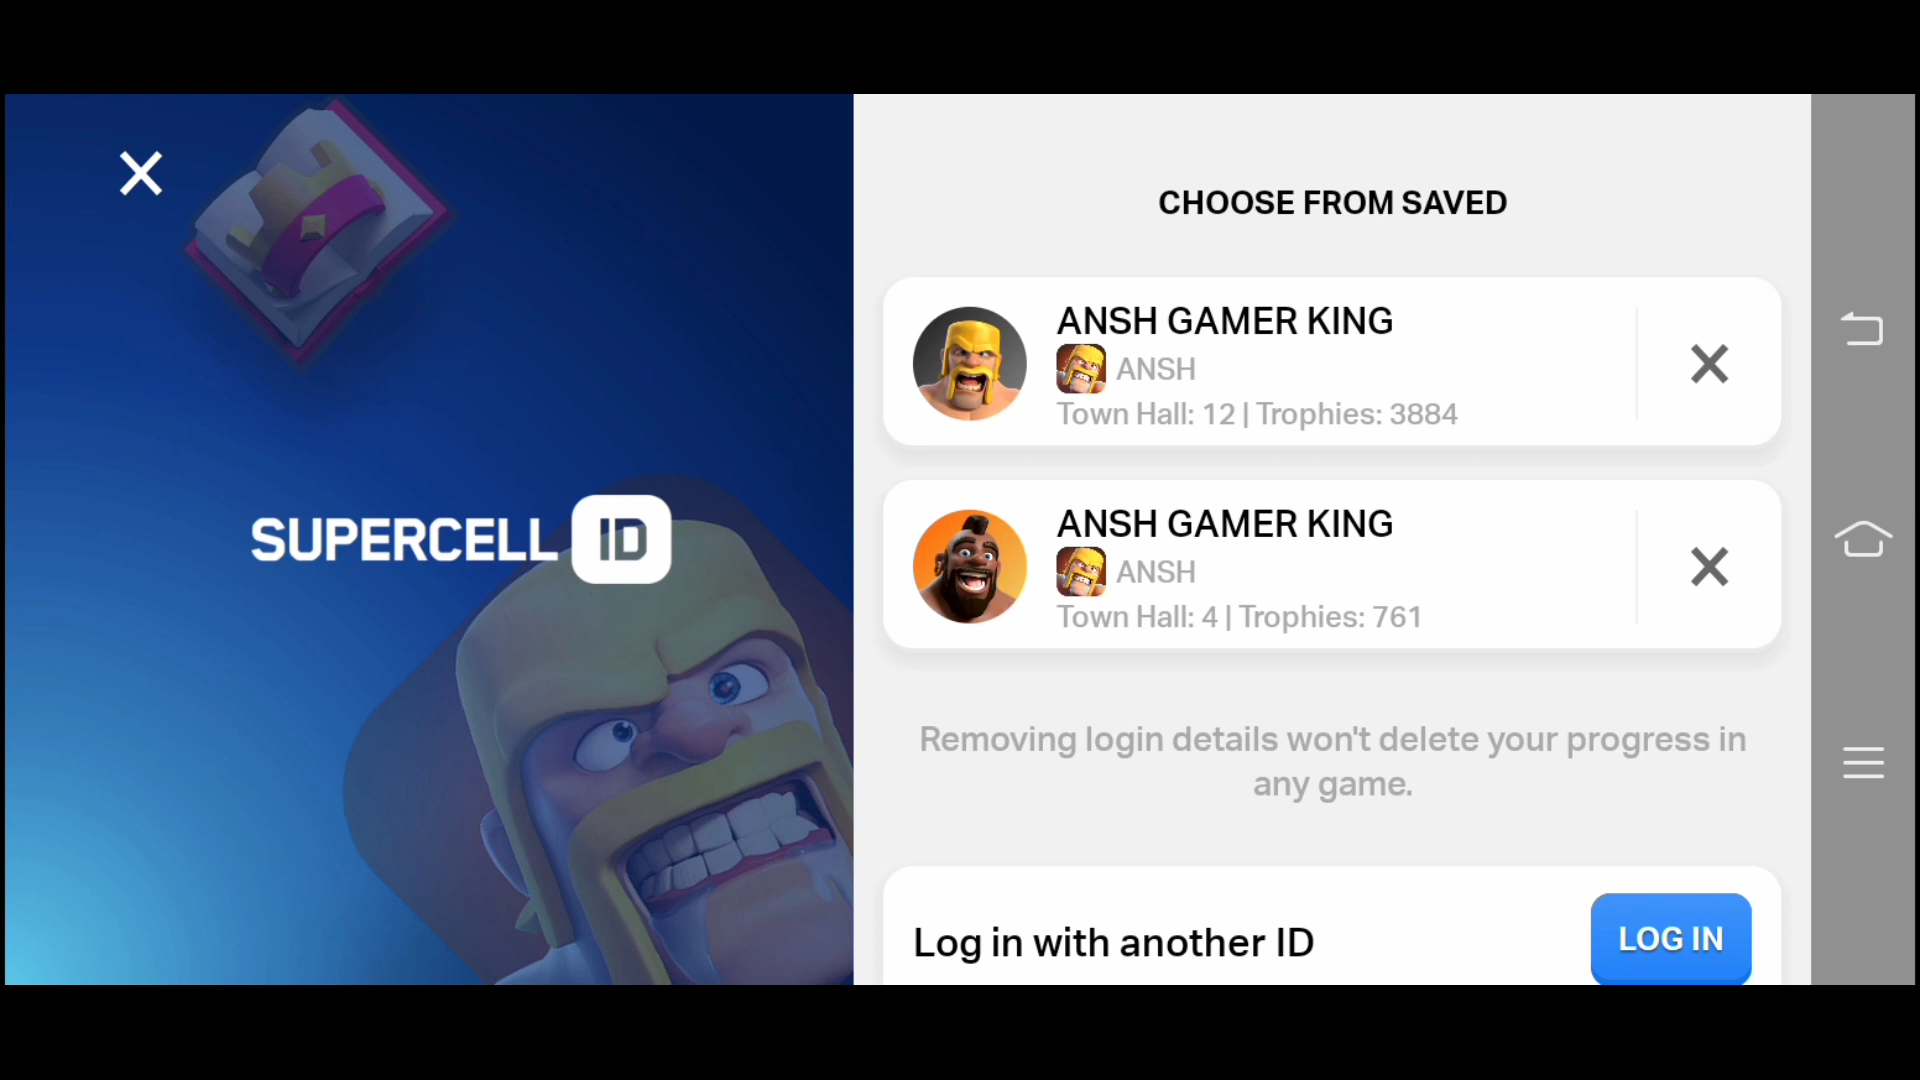 SUPERCELL ID
CHOOSE FROM SAVED
ANSH GAMER KING
ANSH
Town Hall: 12 | Trophies: 3884
ANSH GAMER KING
ANSH
Town Hall: 4 | Trophies: 761
Removing login details won't delete your progress in
any game.
Log in with another ID
LOG IN